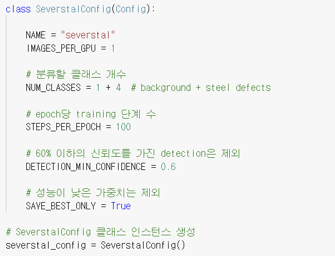 class SeverstalConfig(Config):
NAME = "severstal"
IMAGES_PER_GPU = 1
# 분류할 클래스 개수
NUM_CLASSES = 1 + 4  # background + steel defects
# epoch당 training 단계 수
STEPS_PER_EPOCH = 100
# 60% 이하의 신뢰도를 가진 detection은 제외
DETECTION_MIN_CONFIDENCE = 0.6
# 성능이 낮은 가중치는 제외
SAVE_BEST_ONLY = True
# SeverstalConfig 클래스 인스턴스 생성
severstal_config = SeverstalConfig()